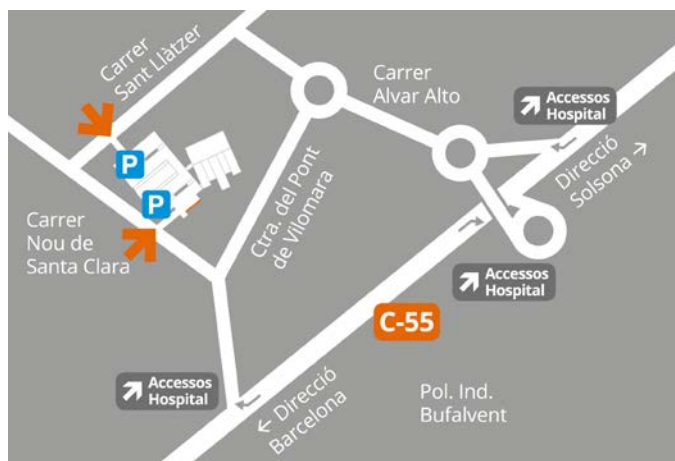 Carrer
Sant Llàtzer
Carrer
Alvar Alto
Accessos
Hospital
Direcció
Solsona →
P
P
Carrer
Nou de
Santa Clara
Ctra. del Pont
de Vilomara
Accessos
Hospital
C-55
Accessos
Hospital
← Direcció
Barcelona
Pol. Ind.
Bufalvent